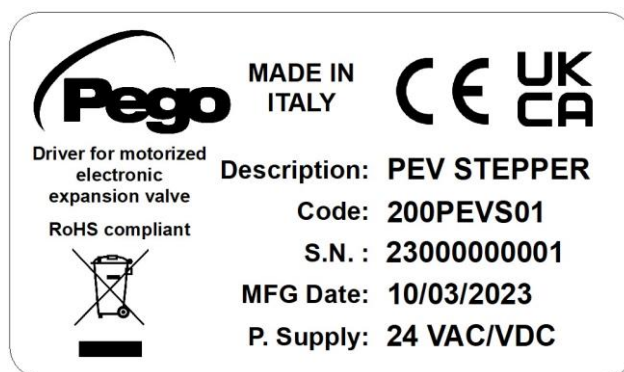 Pego
MADE IN
ITALY
CE
UK
CA
Driver for motorized
electronic
expansion valve
RoHS compliant
Description: PEV STEPPER
Code: 200PEVS01
S.N. : 23000000001
MFG Date: 10/03/2023
P. Supply: 24 VAC/VDC